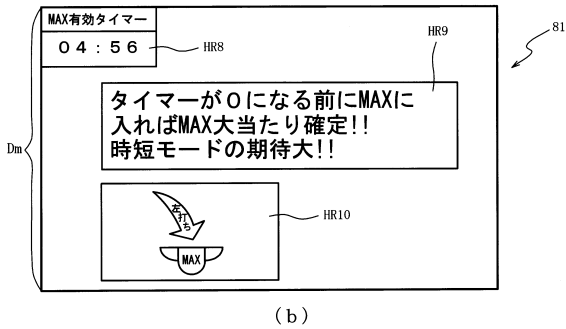 MAX有効タイマー
04:56
HR8
HR9
81
タイマーが0になる前にMAXに
入ればMAX大当たり確定!!
時短モードの期待大!!
Dm
左打ち
MAX
HR10
(b)